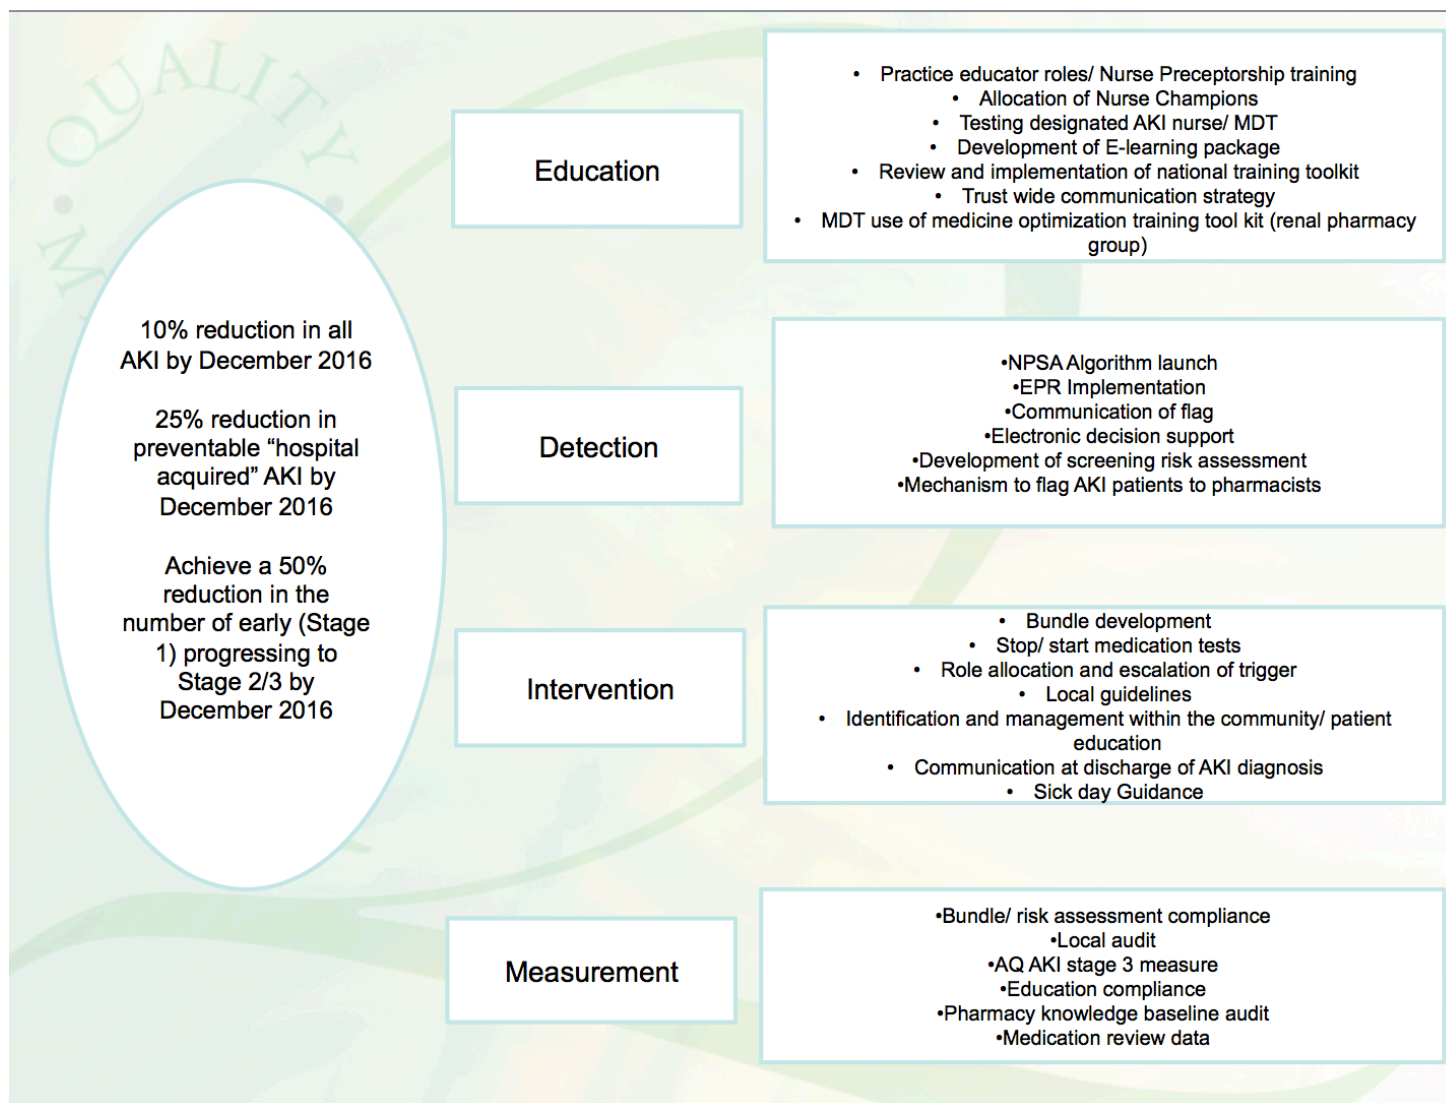 QUALITY
10% reduction in all
AKI by December 2016
25% reduction in
preventable “hospital
acquired” AKI by
December 2016
Achieve a 50%
reduction in the
number of early (Stage
1) progressing to
Stage 2/3 by
December 2016
Education
• Practice educator roles/ Nurse Preceptorship training
• Allocation of Nurse Champions
• Testing designated AKI nurse/ MDT
• Development of E-learning package
• Review and implementation of national training toolkit
• Trust wide communication strategy
• MDT use of medicine optimization training tool kit (renal pharmacy
group)
Detection
•NPSA Algorithm launch
•EPR Implementation
•Communication of flag
•Electronic decision support
•Development of screening risk assessment
•Mechanism to flag AKI patients to pharmacists
Intervention
• Bundle development
• Stop/ start medication tests
• Role allocation and escalation of trigger
• Local guidelines
• Identification and management within the community/ patient
education
• Communication at discharge of AKI diagnosis
• Sick day Guidance
Measurement
•Bundle/ risk assessment compliance
•Local audit
•AQ AKI stage 3 measure
•Education compliance
•Pharmacy knowledge baseline audit
•Medication review data